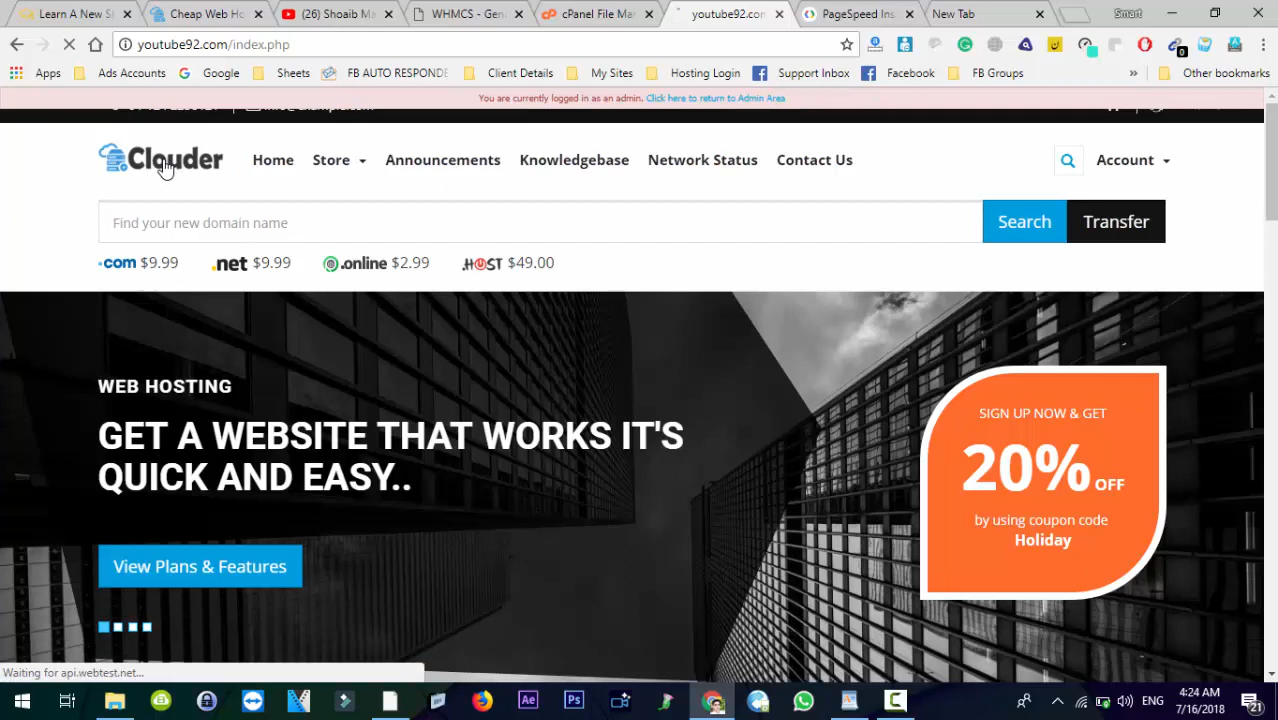 Learn A New Sk
Cheap Web Ho
(26) Shoaib M
WHMCS - Gen
cPanel File Ma
youtube92.con
PageSpeed Ins
New Tab
Smart
youtube92.com/index.php
Apps
Ads Accounts
Google
Sheets
FB AUTO RESPONDE
Client Details
My Sites
Hosting Login
Support Inbox
Facebook
FB Groups
»
Other bookmarks
You are currently logged in as an admin. Click here to return to Admin Area
Clouder
Home
Store
Announcements
Knowledgebase
Network Status
Contact Us
Account
Find your new domain name
Search
Transfer
.com $9.99
.net $9.99
.online $2.99
.HOST $49.00
WEB HOSTING
GET A WEBSITE THAT WORKS IT'S
QUICK AND EASY..
SIGN UP NOW & GET
20% OFF
by using coupon code
Holiday
View Plans & Features
Waiting for api.webtest.net...
Ae
Ps
ENG
4:24 AM
7/16/2018
21